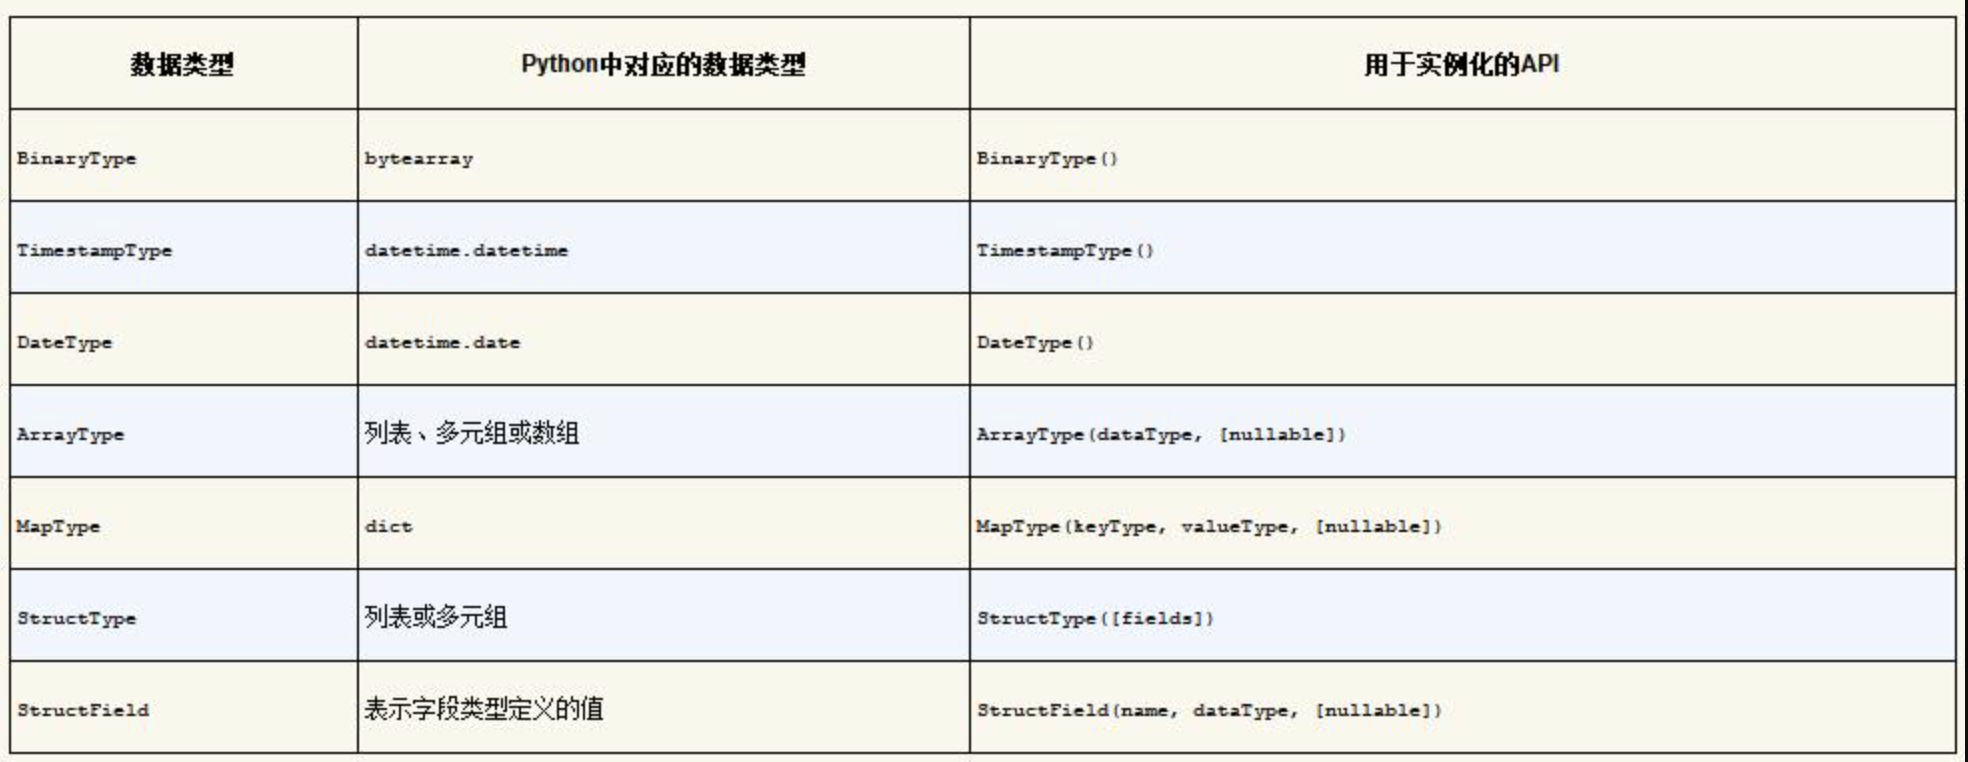 数据类型 Python中对应的数据类型 用于实例化的API
BinaryType bytearray BinaryType()
TimestampType datetime.datetime TimestampType()
DateType datetime.date DateType()
ArrayType 列表、多元组或数组 ArrayType(dataType, [nullable])
MapType dict MapType(keyType, valueType, [nullable])
StructType 列表或多元组 StructType([fields])
StructField 表示字段类型定义的值 StructField(name, dataType, [nullable])